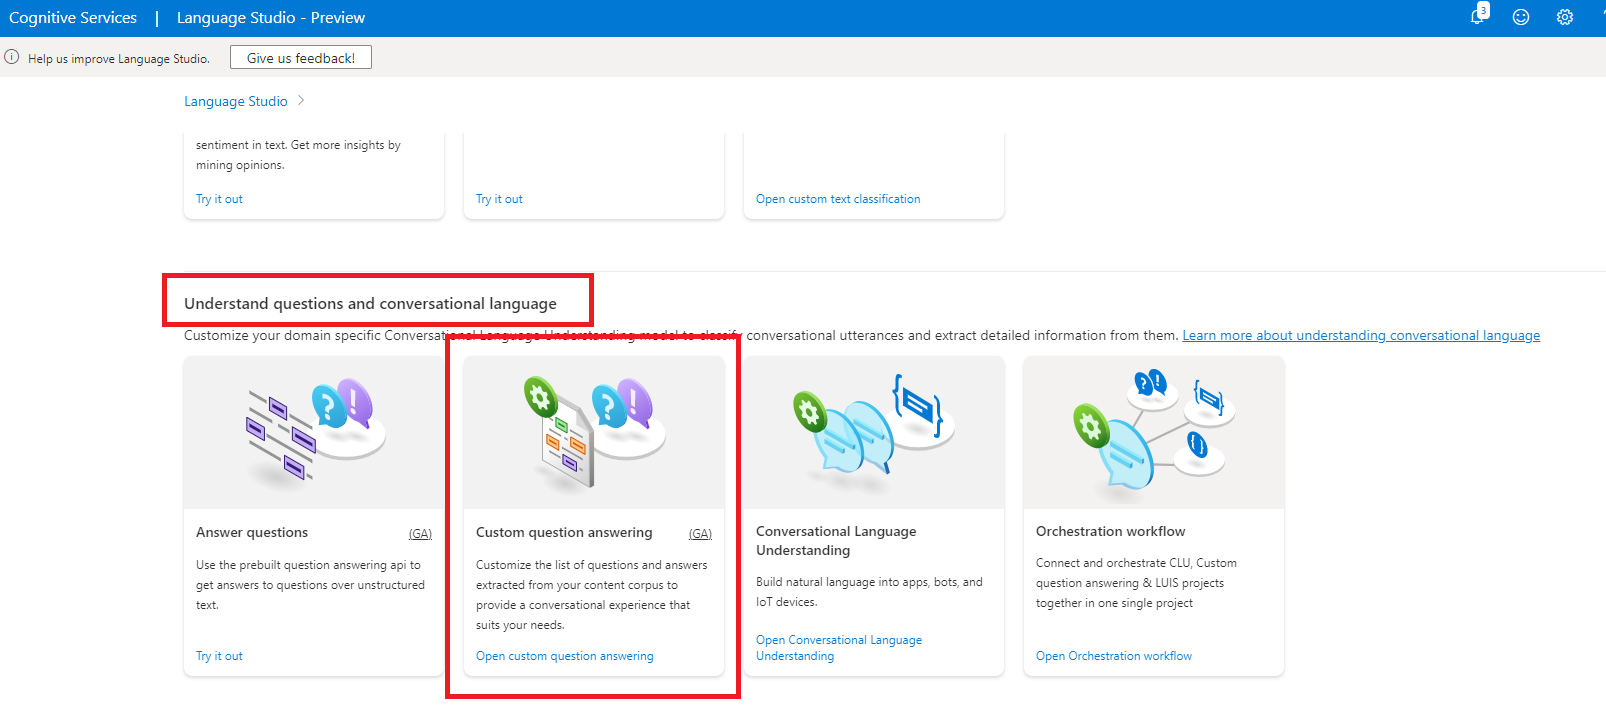 Cognitive Services | Language Studio - Preview
3
Help us improve Language Studio. Give us feedback!
Language Studio >
sentiment in text. Get more insights by
mining opinions.
Try it out
Try it out
Open custom text classification
Understand questions and conversational language
Customize your domain specific Conversational Language Understanding model to classify conversational utterances and extract detailed information from them. Learn more about understanding conversational language
Answer questions (GA)
Use the prebuilt question answering api to
get answers to questions over unstructured
text.
Try it out
Custom question answering (GA)
Customize the list of questions and answers
extracted from your content corpus to
provide a conversational experience that
suits your needs.
Open custom question answering
Conversational Language
Understanding
Build natural language into apps, bots, and
IoT devices.
Open Conversational Language
Understanding
Orchestration workflow
Connect and orchestrate CLU, Custom
question answering & LUIS projects
together in one single project
Open Orchestration workflow